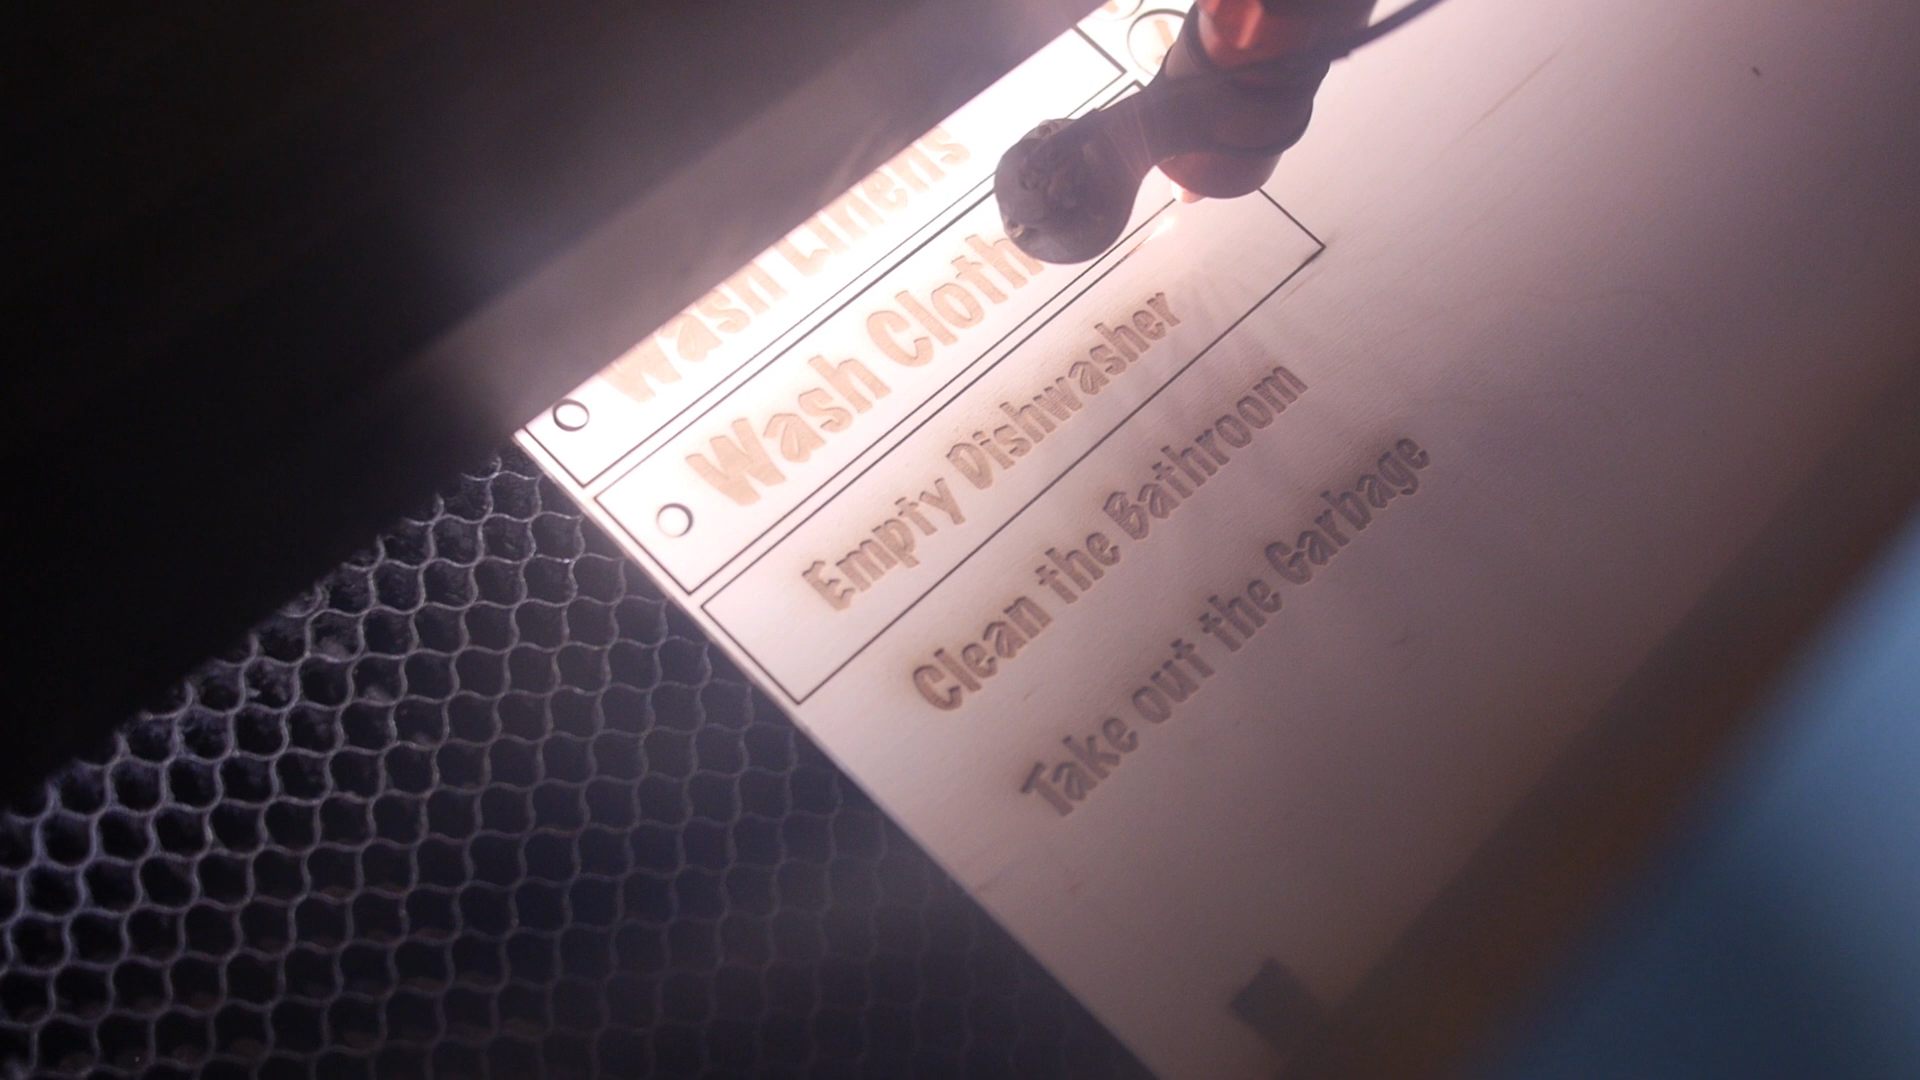 Wash Linens
Wash Cloth
Empty Dishwasher
Clean the Bathroom
Take out the Garbage